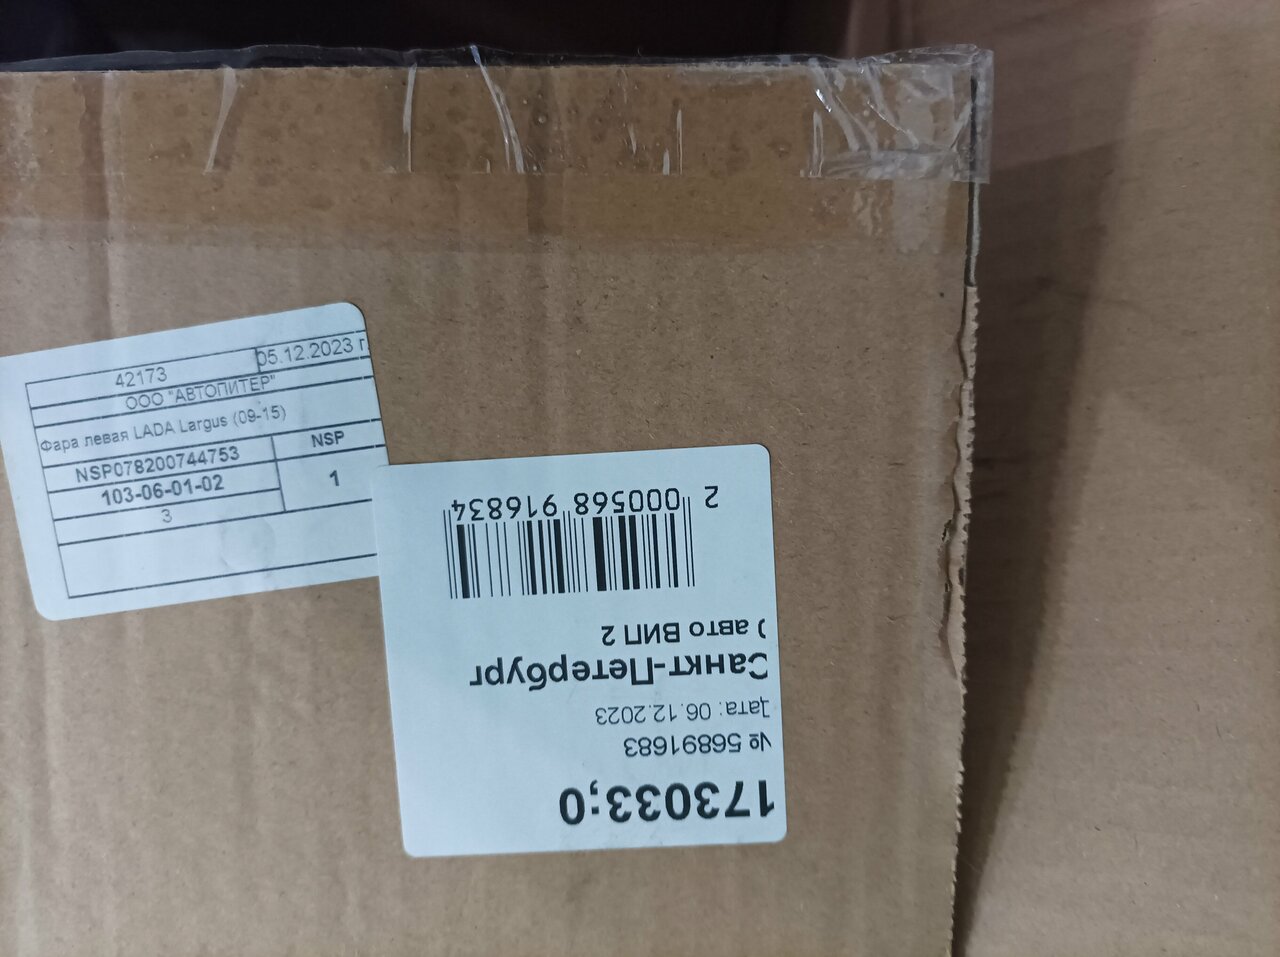 42173
05.12.2023 г.
ООО "АВТОПИТЕР"
Фара левая LADA Largus (09-15)
NSP078200744753
NSP
103-06-01-02
1
3
173033;0
№ 56891683
Дата: 06.12.2023
Санкт-Петербург
авто ВИП 2
2 000568 916834